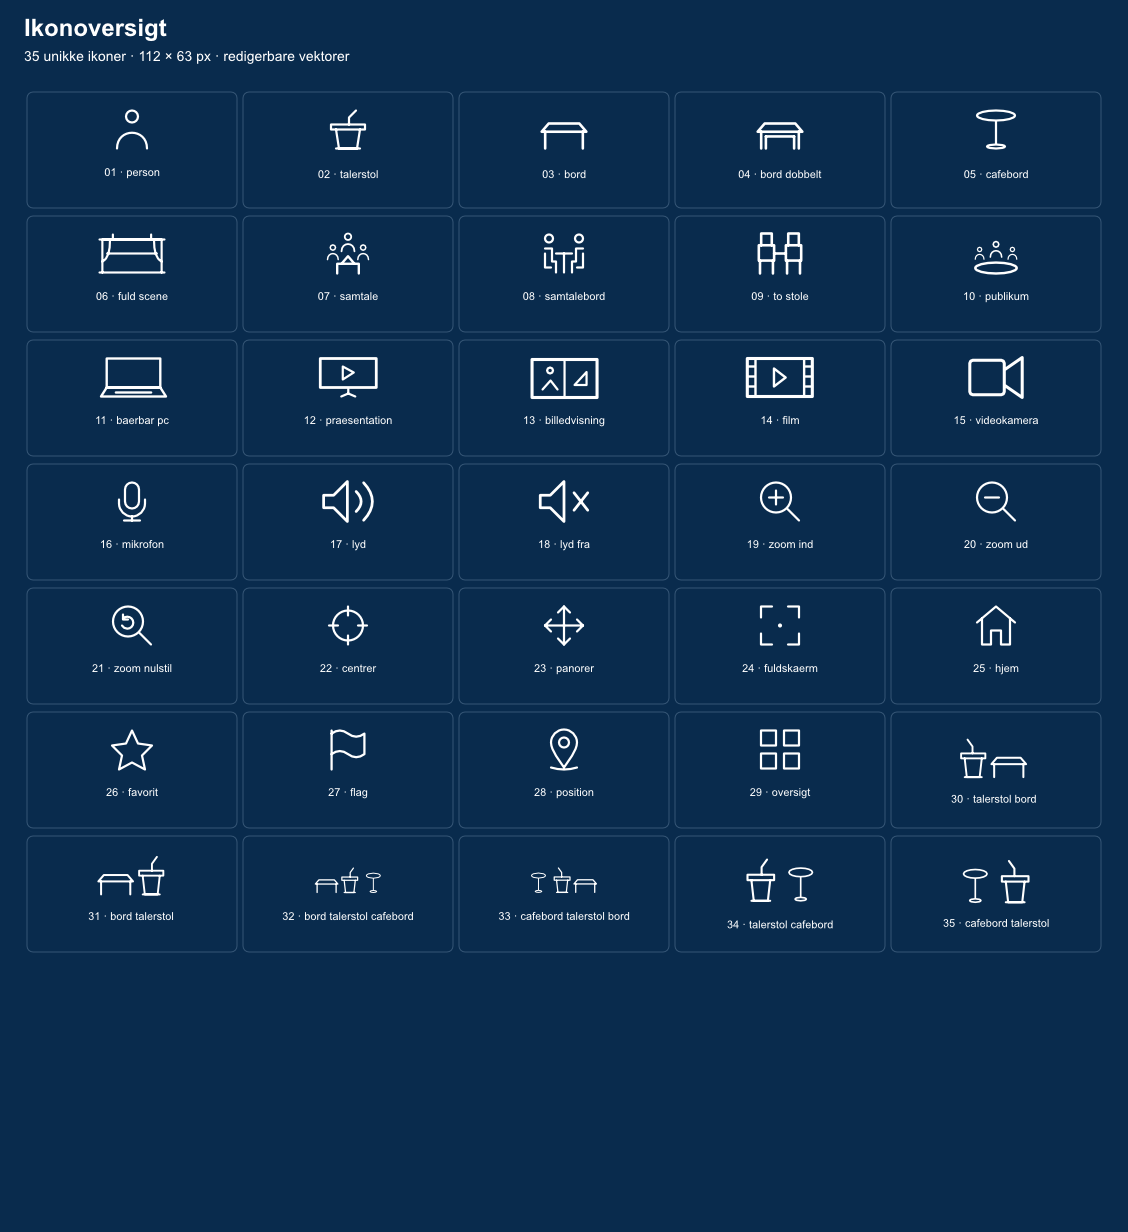 Ikonoversigt
35 unikke ikoner · 112 × 63 px · redigerbare vektorer
01 · person
02 · talerstol
03 · bord
04 · bord dobbelt
05 · cafebord
06 · fuld scene
07 · samtale
08 · samtalebord
09 · to stole
10 · publikum
11 · baerbar pc
12 · praesentation
13 · billedvisning
14 · film
15 · videokamera
16 · mikrofon
17 · lyd
18 · lyd fra
19 · zoom ind
20 · zoom ud
21 · zoom nulstil
22 · centrer
23 · panorer
24 · fuldskaerm
25 · hjem
26 · favorit
27 · flag
28 · position
29 · oversigt
30 · talerstol bord
31 · bord talerstol
32 · bord talerstol cafebord
33 · cafebord talerstol bord
34 · talerstol cafebord
35 · cafebord talerstol